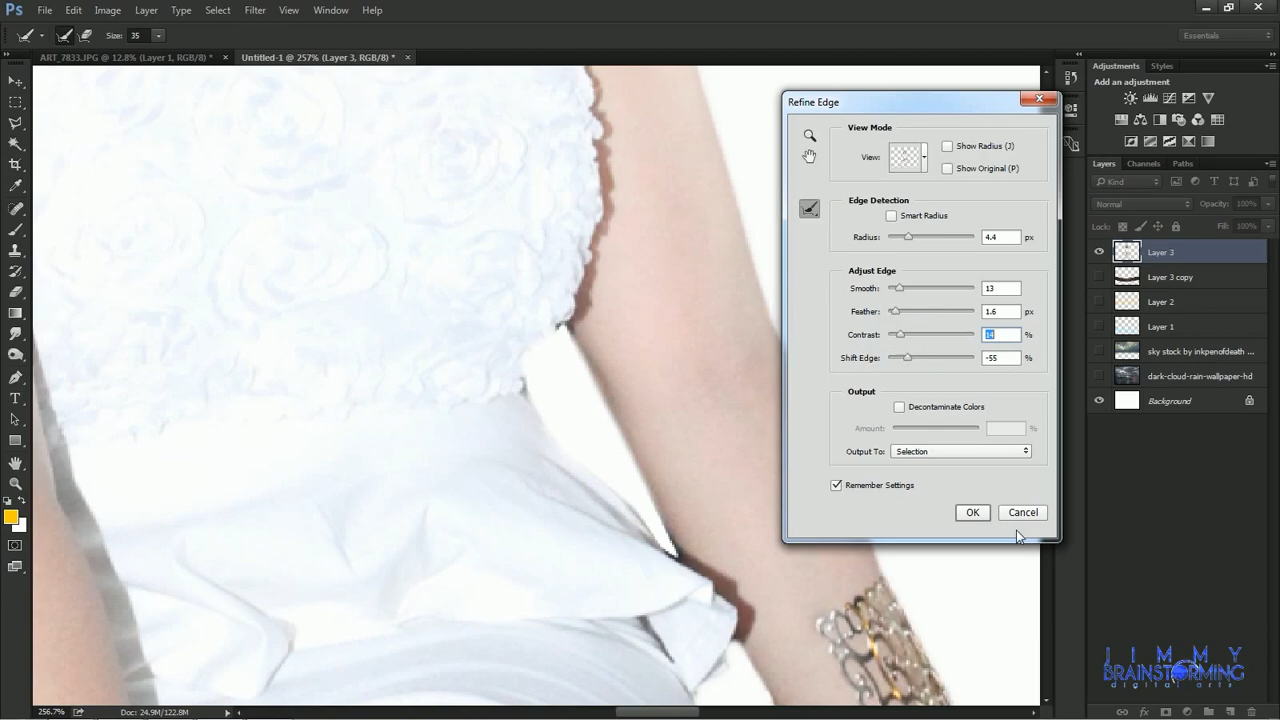 Ps File Edit Image Layer Type Select Filter View Window Help
Size: 35
Essentials
ART_7833.JPG @ 12.8% (Layer 1, RGB/8) * × Untitled-1 @ 257% (Layer 3, RGB/8) * ×
Refine Edge
View Mode
View:
Show Radius (J)
Show Original (P)
Edge Detection
Smart Radius
Radius: 4.4 px
Adjust Edge
Smooth: 13
Feather: 1.6 px
Contrast: 14 %
Shift Edge: -55 %
Output
Decontaminate Colors
Amount: %
Output To: Selection
Remember Settings
OK Cancel
Adjustments Styles
Add an adjustment
Layers Channels Paths
Kind
Normal Opacity: 100%
Lock: Fill: 100%
Layer 3
Layer 3 copy
Layer 2
Layer 1
sky stock by inkpenofdeath ...
dark-cloud-rain-wallpaper-hd
Background
JIMMY
BRAINSTORMING
digital arts
256.7% Doc: 24.9M/122.8M
fx